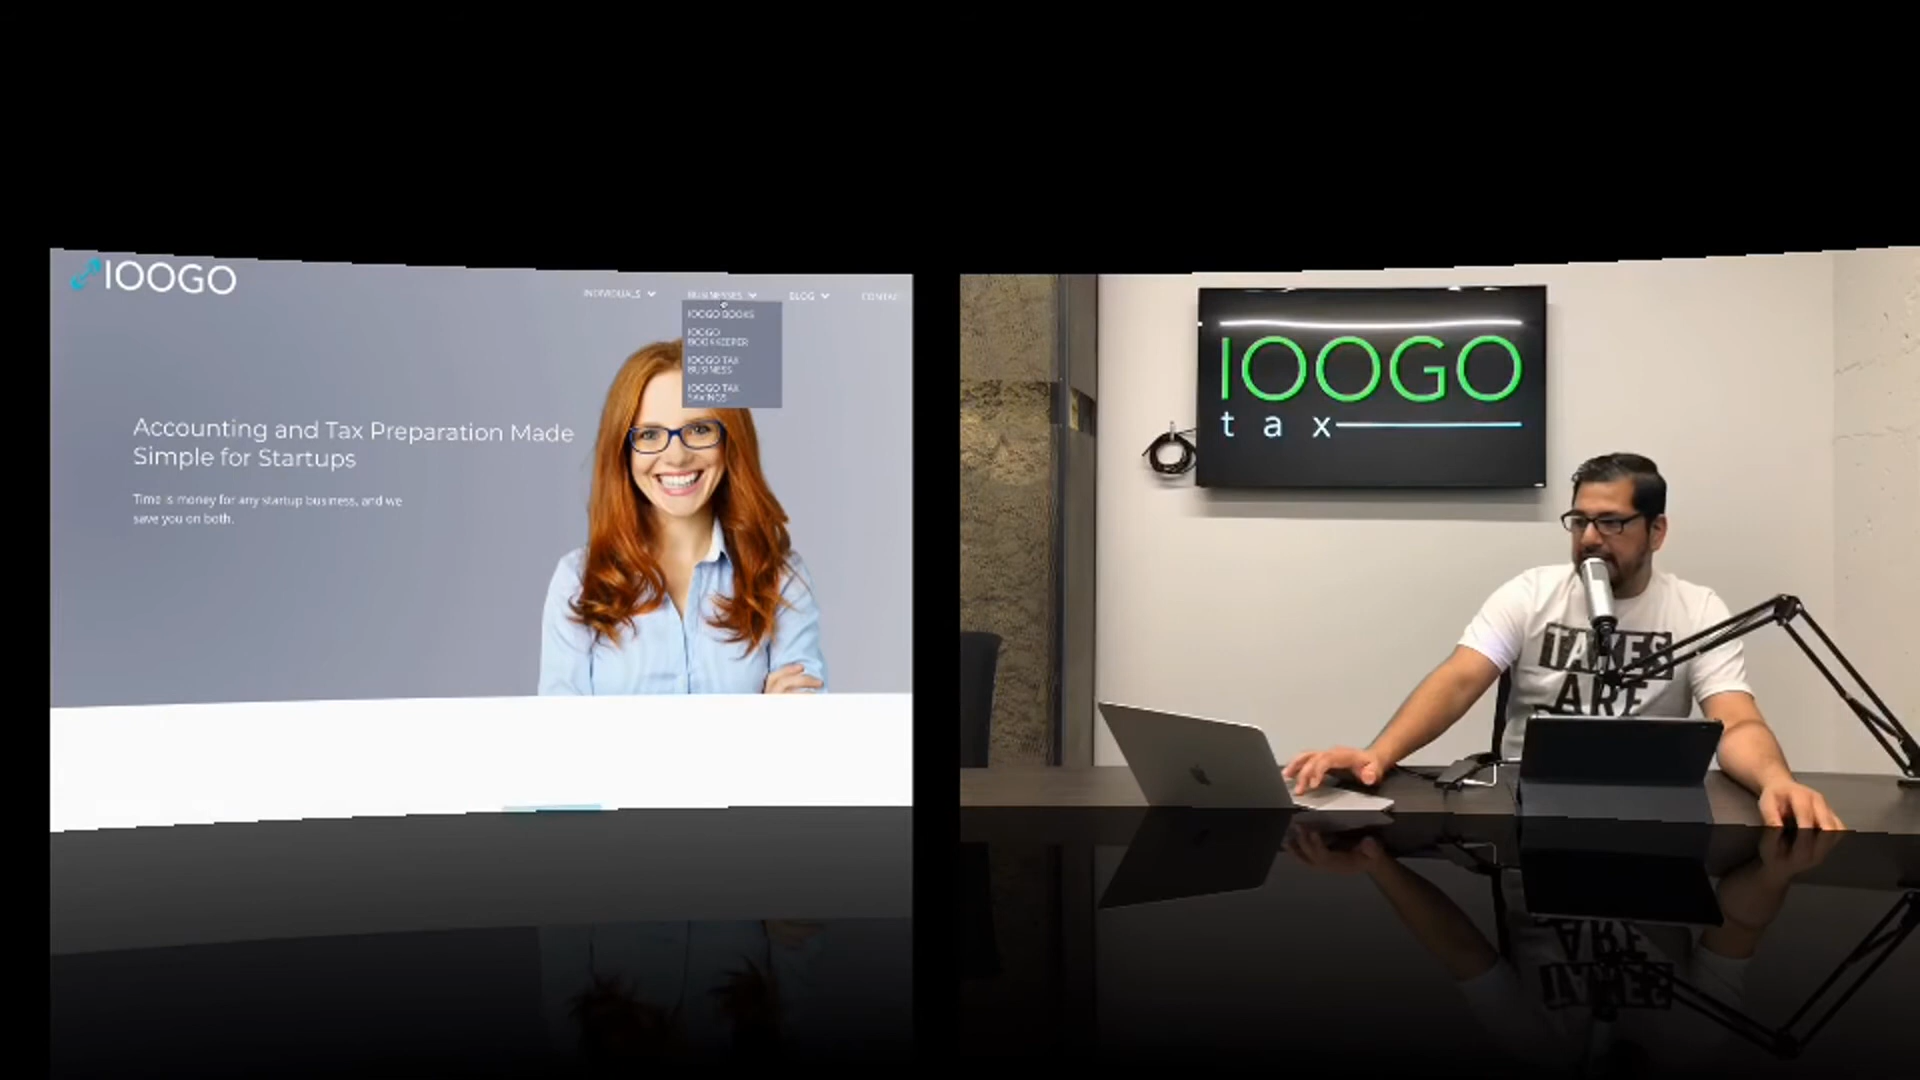 IOOGO
INDIVIDUALS
BUSINESSES
BLOG
IOOGO BOOKS
IOOGO
BOOKKEEPER
IOOGO TAX
BUSINESS
IOOGO TAX
SAVINGS
Accounting and Tax Preparation Made
Simple for Startups
Time is money for any startup business, and we
save you on both.
IOOGO
tax
TAXES
ARE